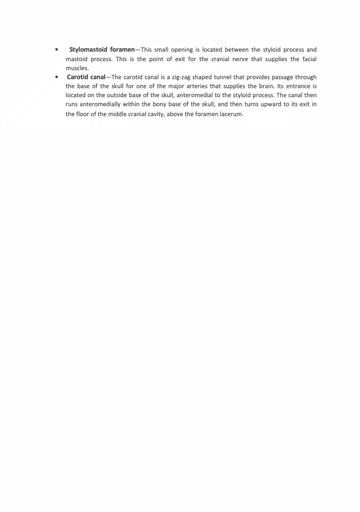 • Stylomastoid foramen—This small opening is located between the styloid process and
mastoid process. This is the point of exit for the cranial nerve that supplies the facial
muscles.
• Carotid canal—The carotid canal is a zig-zag shaped tunnel that provides passage through
the base of the skull for one of the major arteries that supplies the brain. Its entrance is
located on the outside base of the skull, anteromedial to the styloid process. The canal then
runs anteromedially within the bony base of the skull, and then turns upward to its exit in
the floor of the middle cranial cavity, above the foramen lacerum.